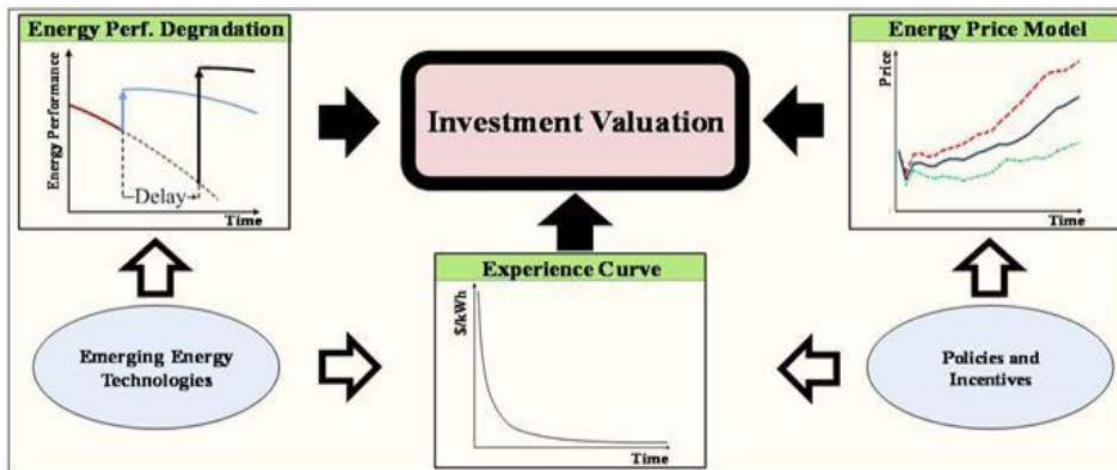 Energy Perf. Degradation
Energy Performance
Delay
Time
Investment Valuation
Energy Price Model
Price
Time
Experience Curve
$/kWh
Time
Emerging Energy
Technologies
Policies and
Incentives